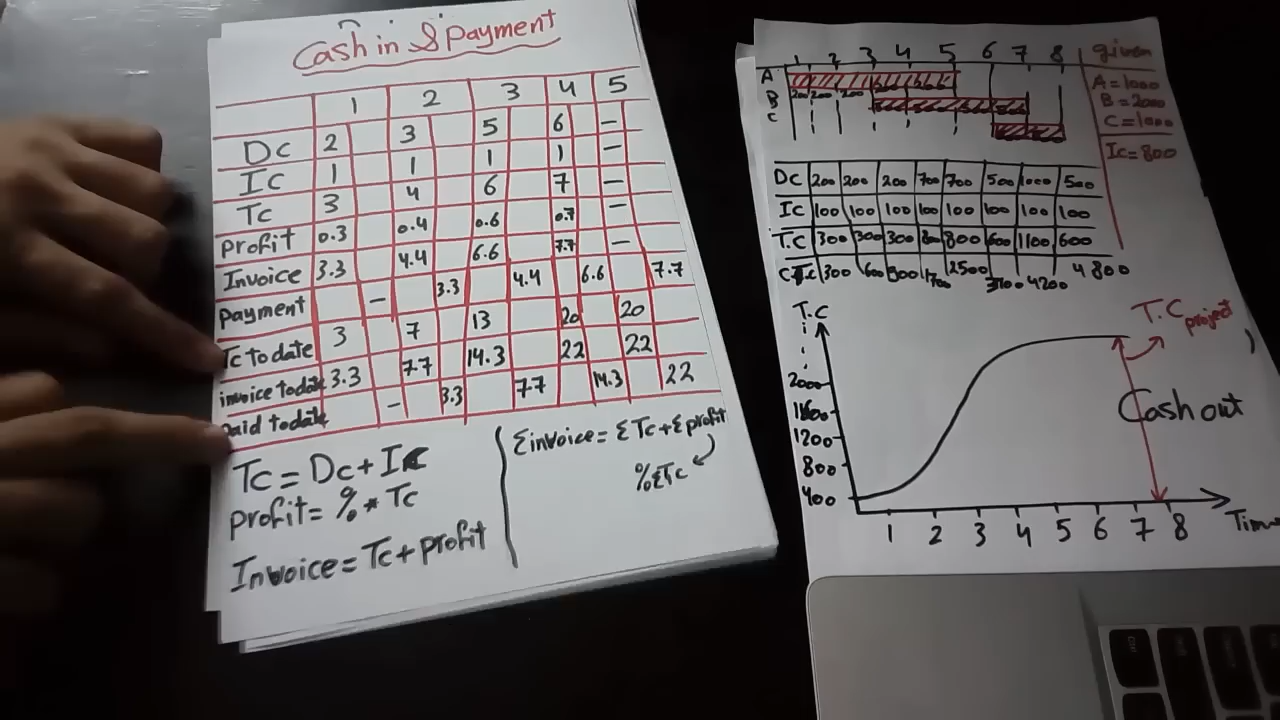 Cash in & payment
1 2 3 4 5
Dc 2 3 5 6 –
Ic 1 1 1 1 –
Tc 3 4 6 7 –
profit 0.3 0.4 0.6 0.7 –
Invoice 3.3 4.4 6.6 7.7 –
payment – 3.3 4.4 6.6 7.7
Tc to date 3 7 13 20 20
invoice todate 3.3 7.7 14.3 22 22
paid todate – 3.3 7.7 14.3 22
Tc = Dc + Ic
profit = % * Tc
Invoice = Tc + profit
Σinvoice = ΣTc + Σprofit
%ΣTc
1 2 3 4 5 6 7 8
A
B 200 200 200
C
given
A = 1000
B = 2000
C = 1000
Ic = 800
DC 200 200 200 700 700 500 1000 500
Ic 100 100 100 100 100 100 100 100
T.C 300 300 300 800 800 600 1100 600
300 600 900 1700 2500 3100 4200 4800
T.C
2000
1600
1200
800
400
1 2 3 4 5 6 7 8
T.C project
Cash out